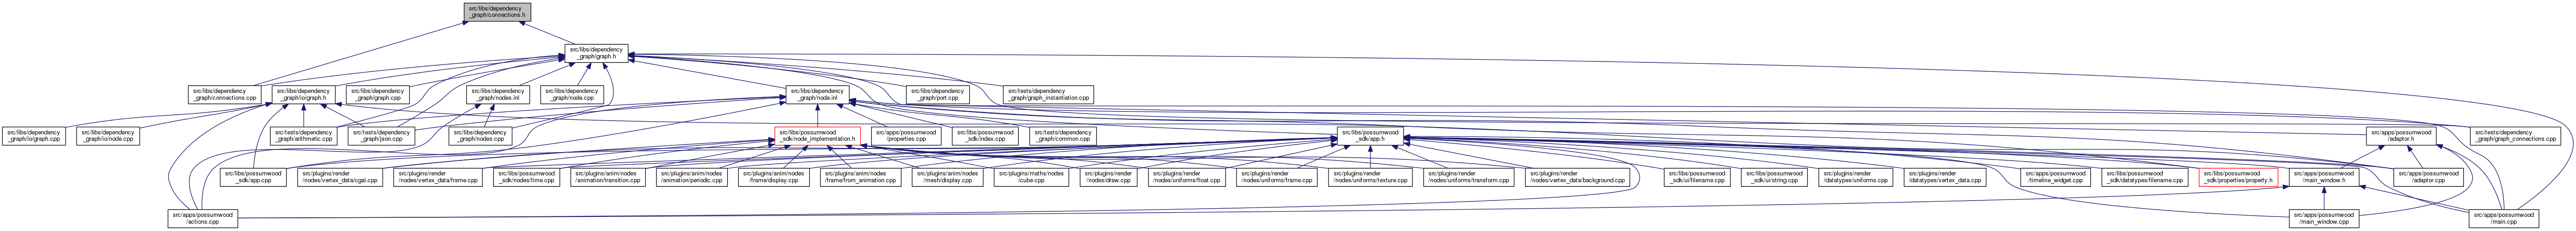 src/libs/dependency
_graph/connections.h
src/libs/dependency
_graph/graph.h
src/libs/dependency
_graph/connections.cpp
src/libs/dependency
_graph/io/graph.h
src/libs/dependency
_graph/graph.cpp
src/libs/dependency
_graph/nodes.inl
src/libs/dependency
_graph/node.cpp
src/libs/dependency
_graph/node.inl
src/libs/dependency
_graph/port.cpp
src/tests/dependency
_graph/graph_instantiation.cpp
src/libs/dependency
_graph/io/graph.cpp
src/libs/dependency
_graph/io/node.cpp
src/tests/dependency
_graph/arithmetic.cpp
src/tests/dependency
_graph/json.cpp
src/libs/dependency
_graph/nodes.cpp
src/libs/possumwood
_sdk/node_implementation.h
src/apps/possumwood
/properties.cpp
src/libs/possumwood
_sdk/index.cpp
src/tests/dependency
_graph/common.cpp
src/libs/possumwood
_sdk/app.h
src/apps/possumwood
/adaptor.h
src/tests/dependency
_graph/graph_connections.cpp
src/libs/possumwood
_sdk/app.cpp
src/plugins/render
/nodes/vertex_data/cgal.cpp
src/plugins/render
/nodes/vertex_data/frame.cpp
src/libs/possumwood
_sdk/nodes/time.cpp
src/plugins/anim/nodes
/animation/transition.cpp
src/plugins/anim/nodes
/animation/periodic.cpp
src/plugins/anim/nodes
/frame/display.cpp
src/plugins/anim/nodes
/frame/from_animation.cpp
src/plugins/anim/nodes
/mesh/display.cpp
src/plugins/maths/nodes
/cube.cpp
src/plugins/render
/nodes/draw.cpp
src/plugins/render
/nodes/uniforms/float.cpp
src/plugins/render
/nodes/uniforms/frame.cpp
src/plugins/render
/nodes/uniforms/texture.cpp
src/plugins/render
/nodes/uniforms/transform.cpp
src/plugins/render
/nodes/vertex_data/background.cpp
src/libs/possumwood
_sdk/ui/filename.cpp
src/libs/possumwood
_sdk/ui/string.cpp
src/plugins/render
/datatypes/uniforms.cpp
src/plugins/render
/datatypes/vertex_data.cpp
src/apps/possumwood
/timeline_widget.cpp
src/libs/possumwood
_sdk/datatypes/filename.cpp
src/libs/possumwood
_sdk/properties/property.h
src/apps/possumwood
/main_window.h
src/apps/possumwood
/adaptor.cpp
src/apps/possumwood
/actions.cpp
src/apps/possumwood
/main_window.cpp
src/apps/possumwood
/main.cpp